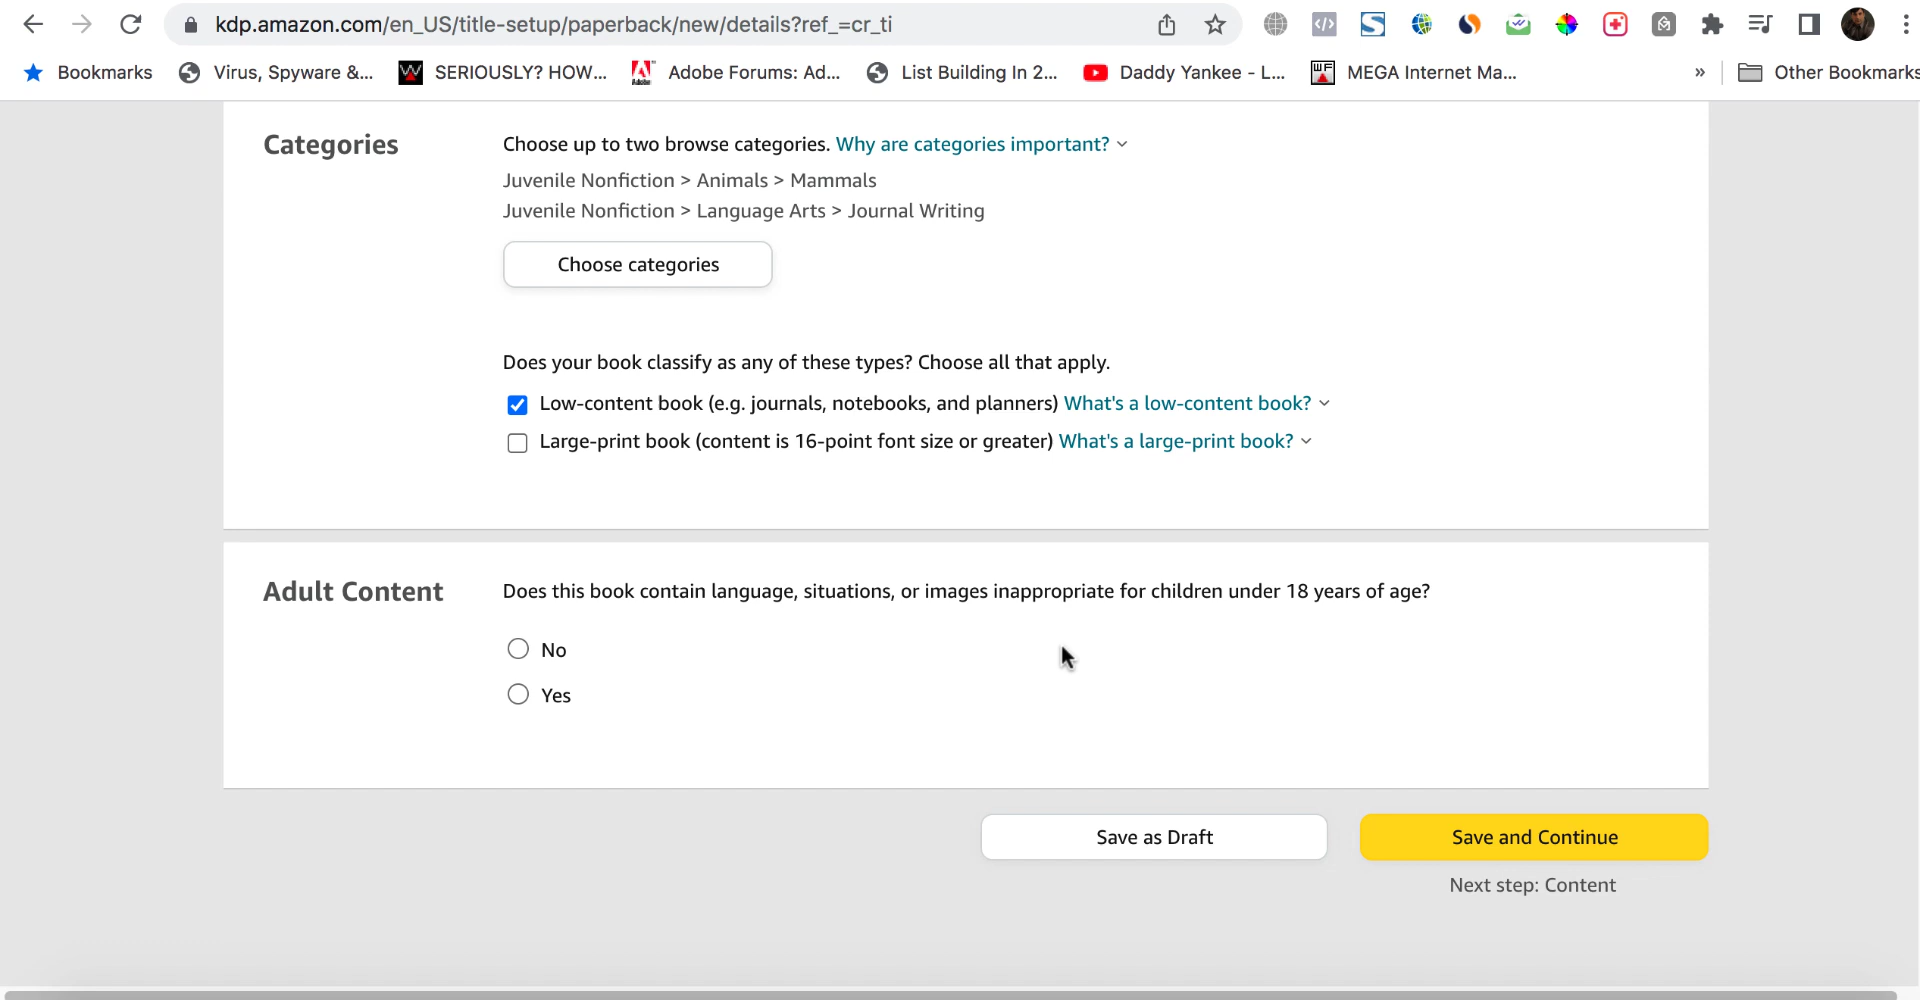 kdp.amazon.com/en_US/title-setup/paperback/new/details?ref_=cr_ti
Bookmarks Virus, Spyware &... SERIOUSLY? HOW... Adobe Forums: Ad... List Building In 2... Daddy Yankee - L... MEGA Internet Ma... » Other Bookmarks
Categories
Choose up to two browse categories. Why are categories important?
Juvenile Nonfiction > Animals > Mammals
Juvenile Nonfiction > Language Arts > Journal Writing
Choose categories
Does your book classify as any of these types? Choose all that apply.
Low-content book (e.g. journals, notebooks, and planners) What's a low-content book?
Large-print book (content is 16-point font size or greater) What's a large-print book?
Adult Content
Does this book contain language, situations, or images inappropriate for children under 18 years of age?
No
Yes
Save as Draft
Save and Continue
Next step: Content